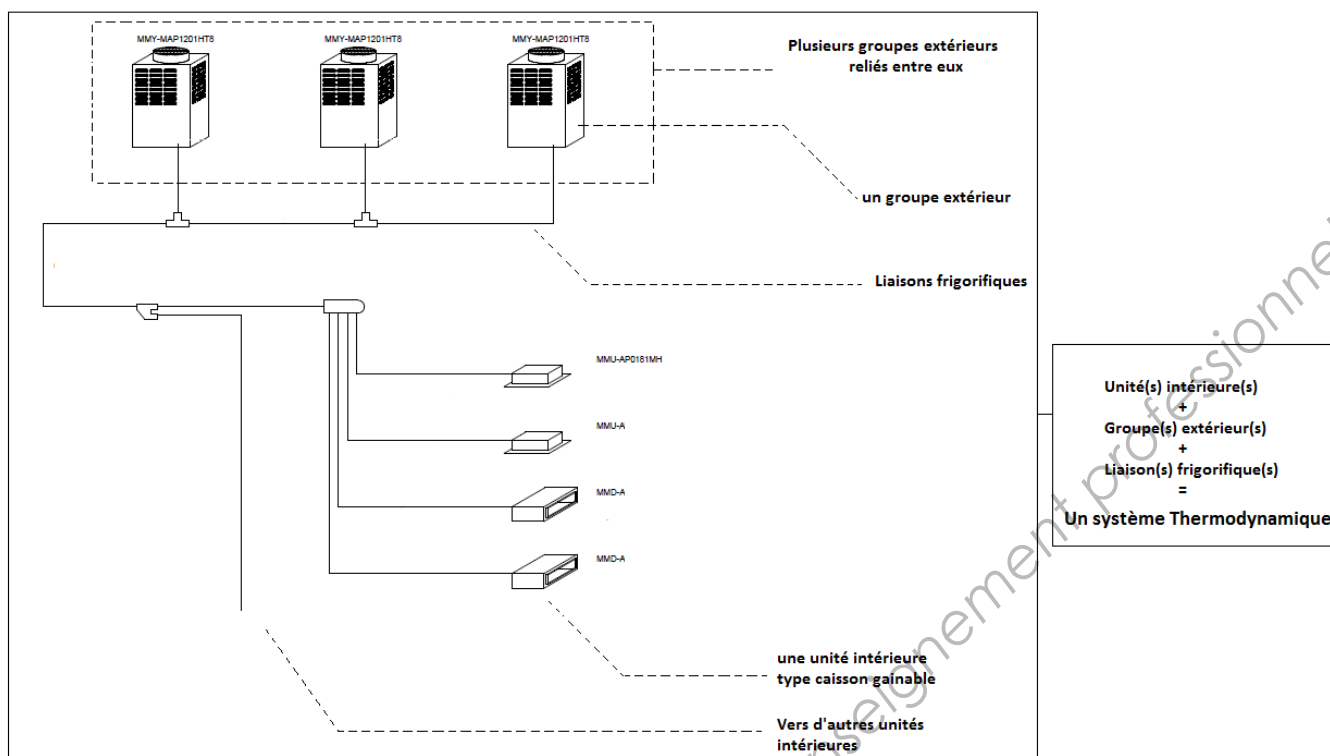 MMY-MAP1201HT8
MMY-MAP1201HT8
MMY-MAP1201HT8
Plusieurs groupes extérieurs
reliés entre eux
un groupe extérieur
Liaisons frigorifiques
MMU-AP0181MH
MMU-A
MMD-A
MMD-A
Unité(s) intérieure(s)
+
Groupe(s) extérieur(s)
+
Liaison(s) frigorifique(s)
=
Un système Thermodynamique
une unité intérieure
type caisson gainable
Vers d'autres unités
intérieures
nseignement professionnel